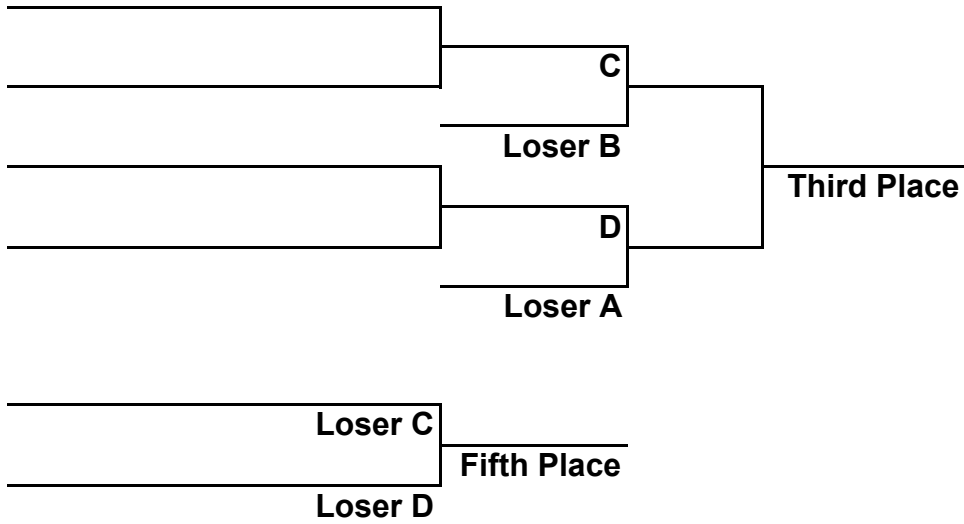 C
Loser B
Third Place
D
Loser A
Loser C
Fifth Place
Loser D